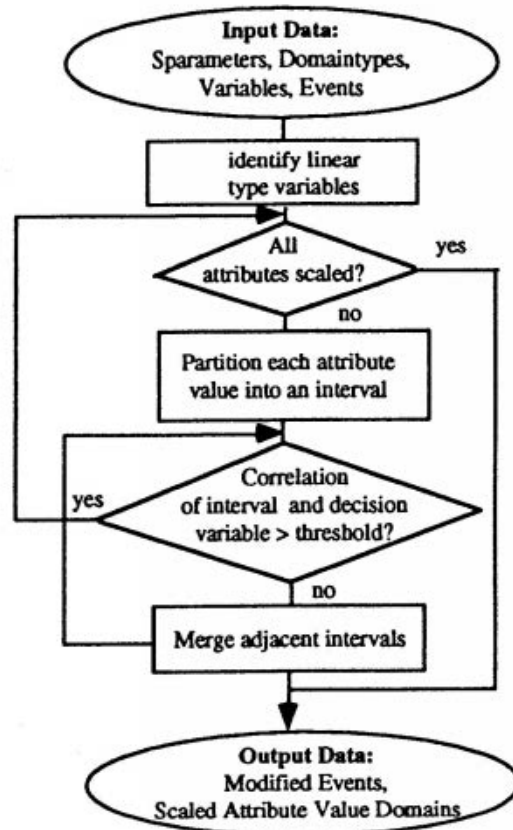 Input Data:
Sparameters, Domaintypes,
Variables, Events
identify linear
type variables
All
attributes scaled?
yes
no
Partition each attribute
value into an interval
Correlation
of interval and decision
variable > threshold?
yes
no
Merge adjacent intervals
Output Data:
Modified Events,
Scaled Attribute Value Domains